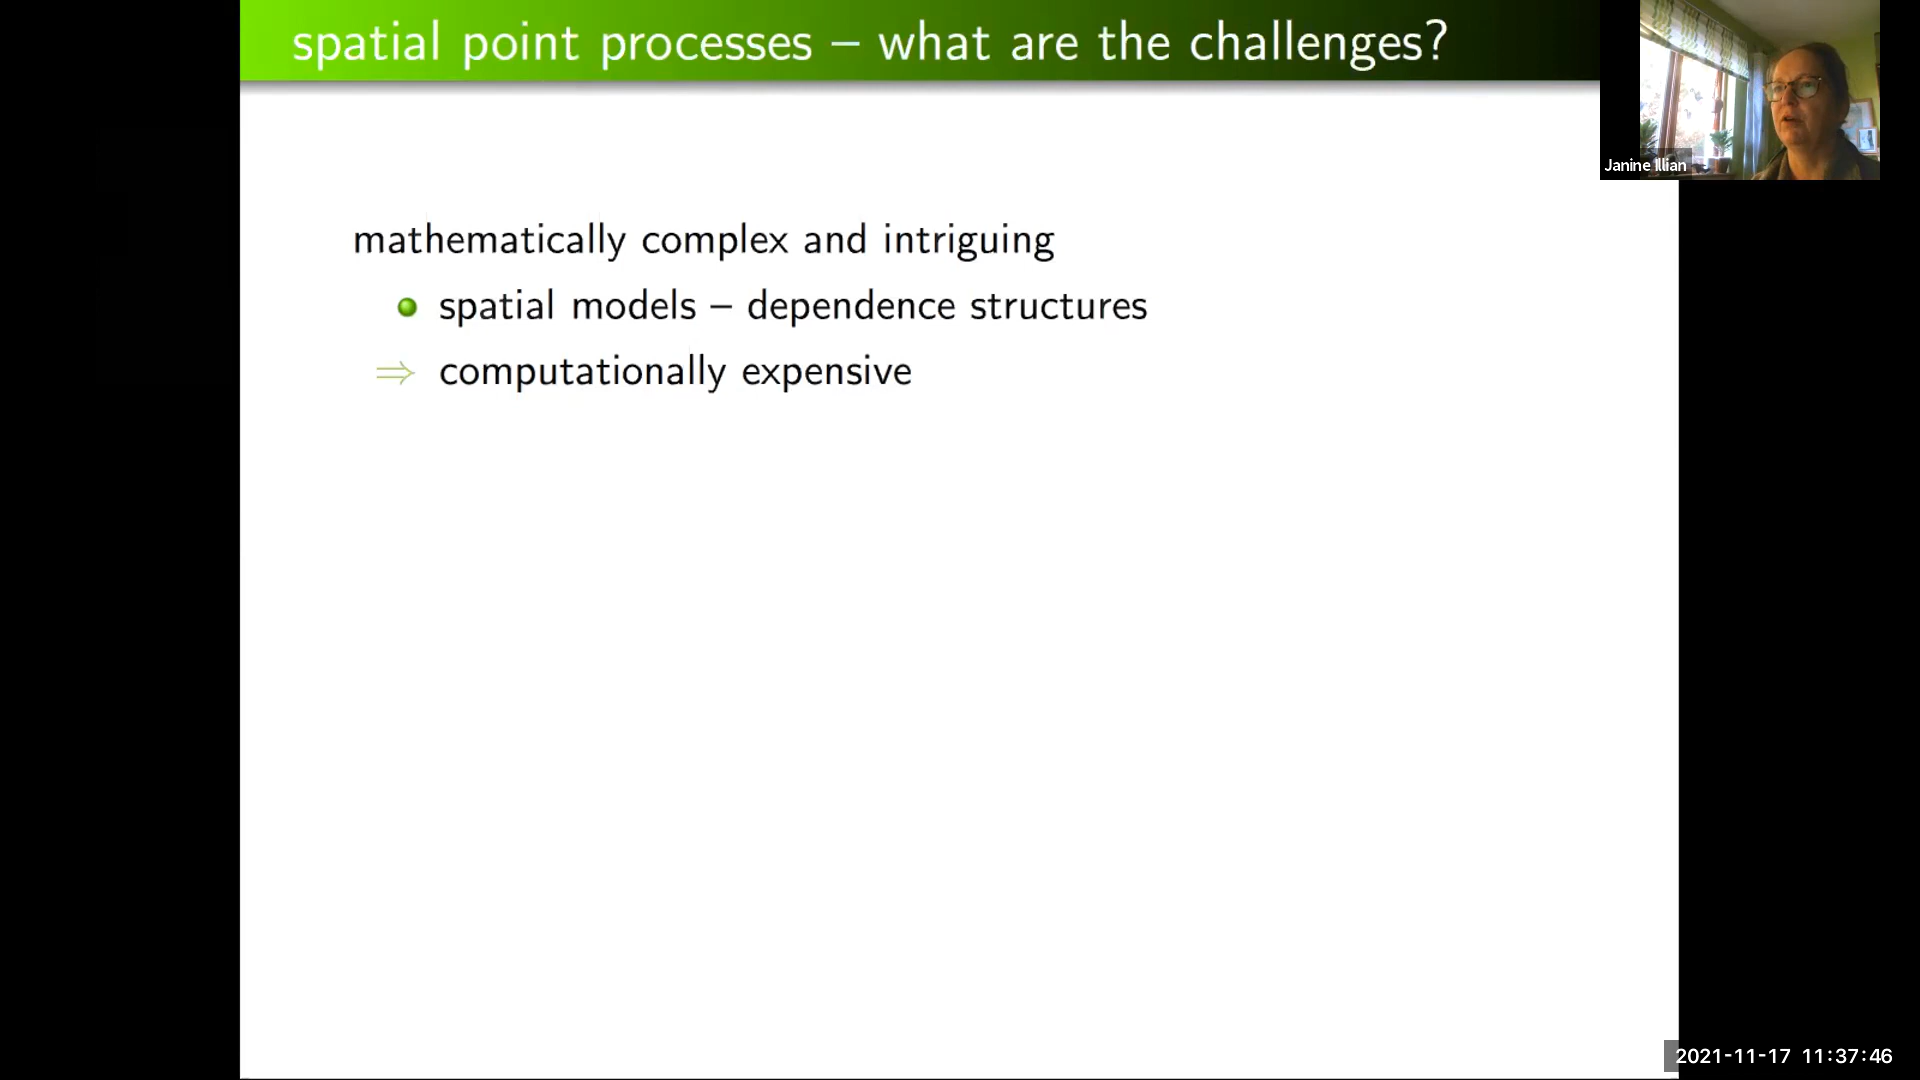 spatial point processes – what are the challenges?
Janine Illian
mathematically complex and intriguing
spatial models – dependence structures
⇒ computationally expensive
2021-11-17 11:37:46